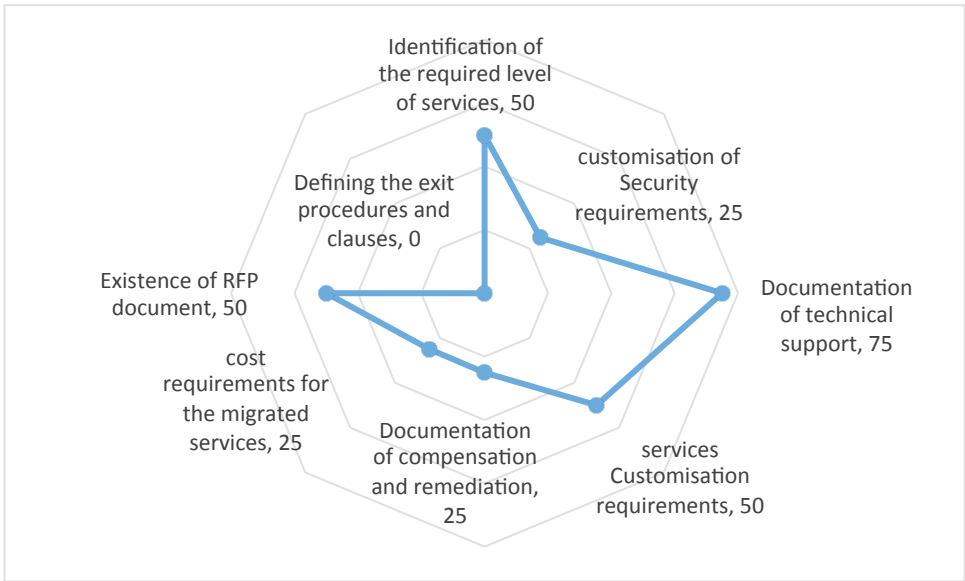 Identification of
the required level
of services, 50
customisation of
Security
requirements, 25
Documentation
of technical
support, 75
services
Customisation
requirements, 50
Documentation
of compensation
and remediation,
25
cost
requirements for
the migrated
services, 25
Existence of RFP
document, 50
Defining the exit
procedures and
clauses, 0